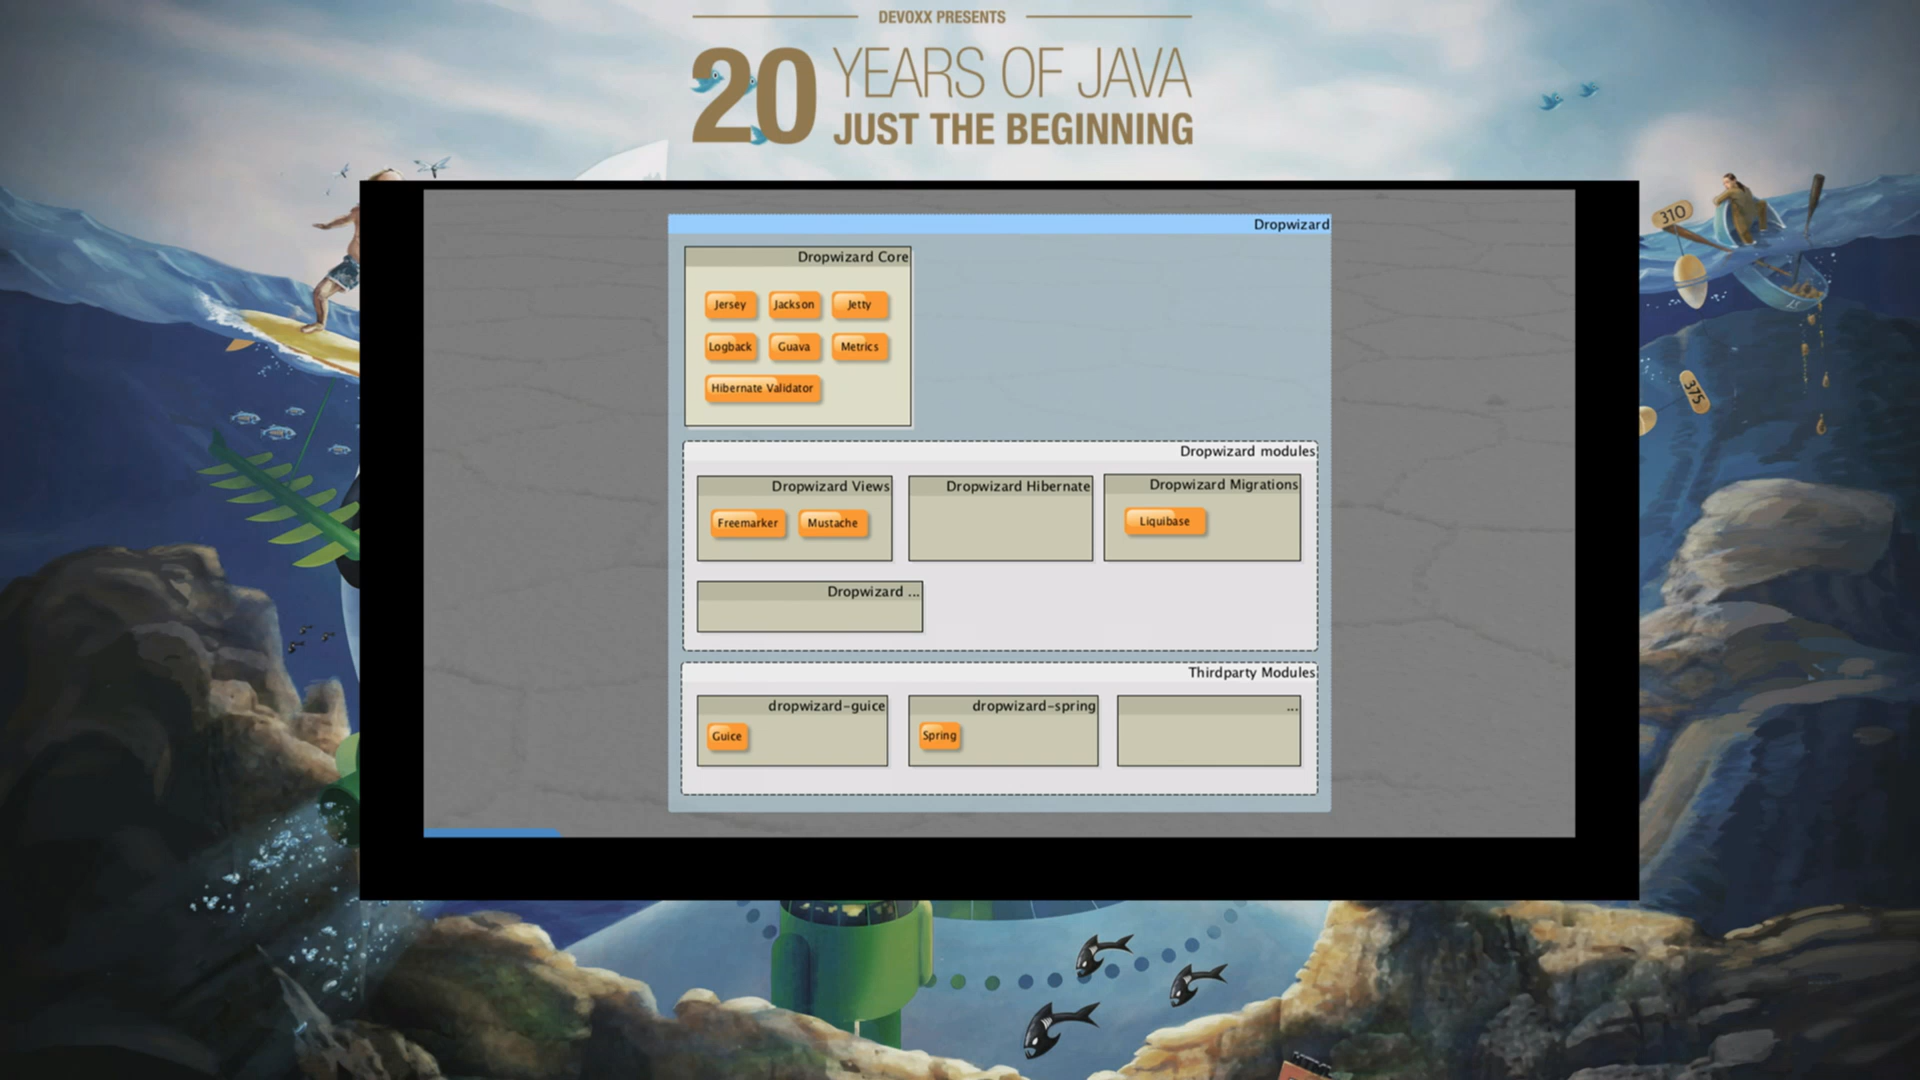 DEVOXX PRESENTS
20 YEARS OF JAVA
JUST THE BEGINNING
310
375
Dropwizard
Dropwizard Core
Jersey Jackson Jetty
Logback Guava Metrics
Hibernate Validator
Dropwizard modules
Dropwizard Views Dropwizard Hibernate Dropwizard Migrations
Freemarker Mustache Liquibase
Dropwizard ...
Thirdparty Modules
dropwizard-guice dropwizard-spring ...
Guice Spring